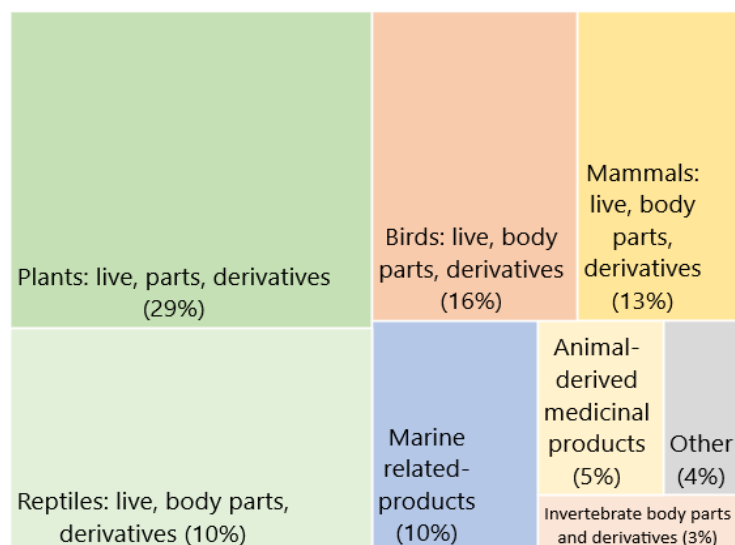 Plants: live, parts, derivatives
(29%)
Birds: live, body
parts, derivatives
(16%)
Mammals:
live, body
parts,
derivatives
(13%)
Reptiles: live, body parts,
derivatives (10%)
Marine
related-
products
(10%)
Animal-
derived
medicinal
products
(5%)
Other
(4%)
Invertebrate body parts
and derivatives (3%)